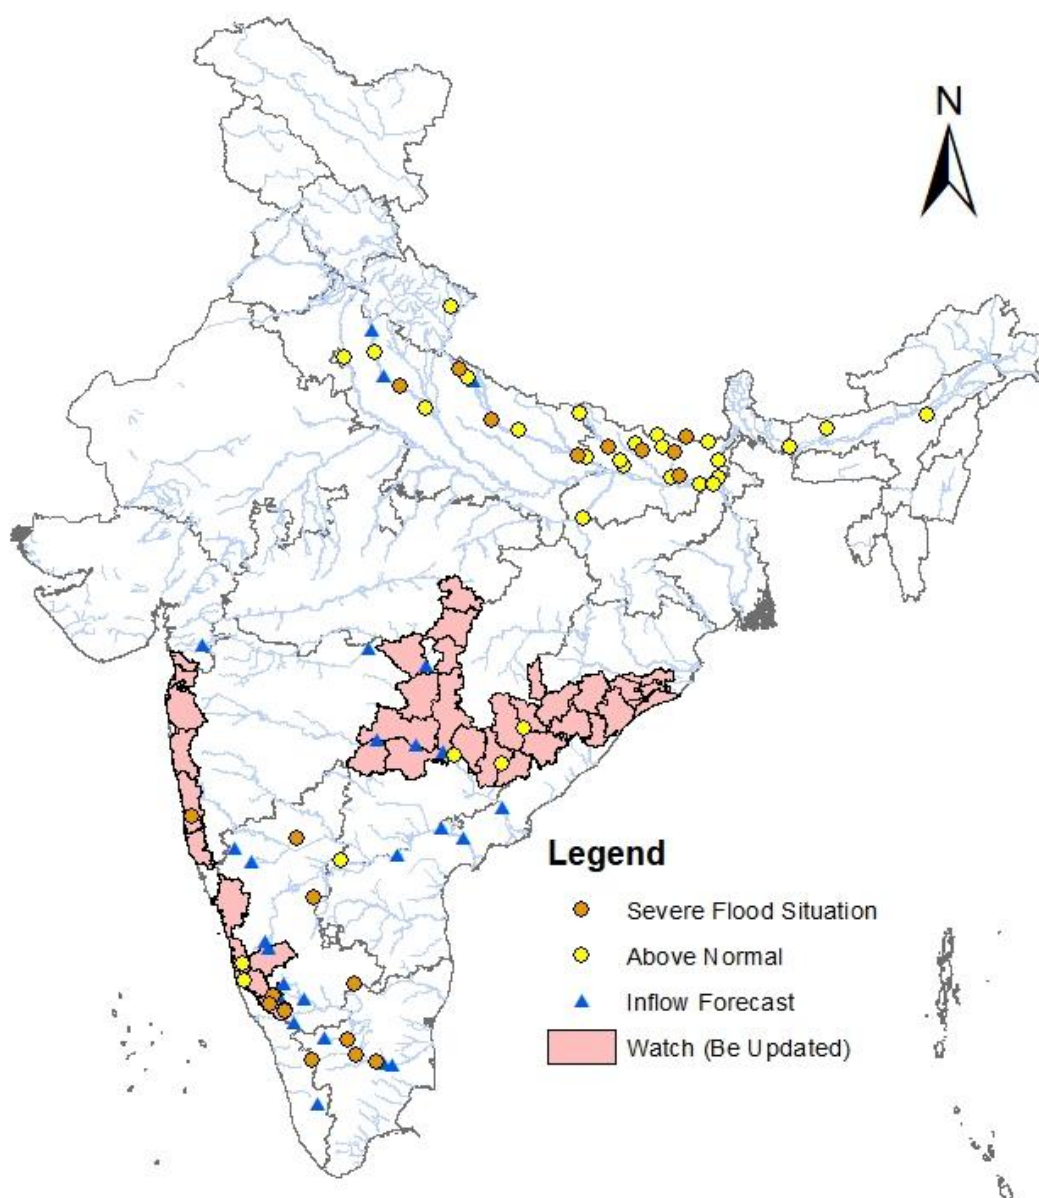 N
Legend
Severe Flood Situation
Above Normal
Inflow Forecast
Watch (Be Updated)